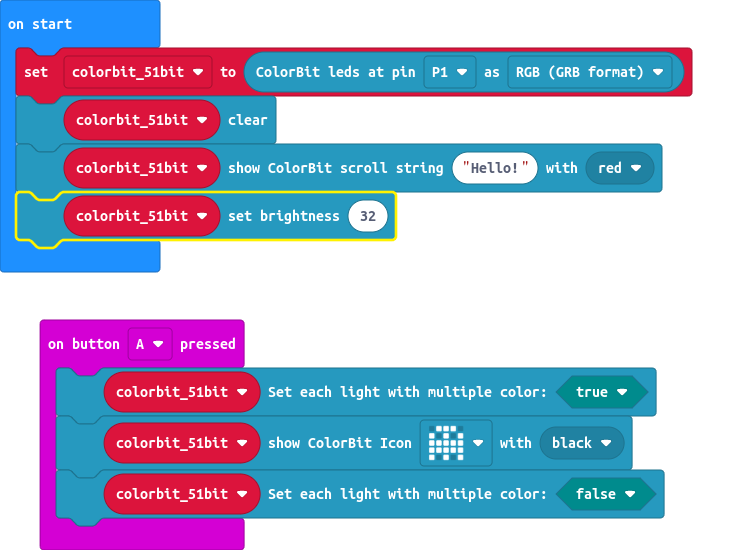 on start
set colorbit_51bit to ColorBit leds at pin P1 as RGB (GRB format)
colorbit_51bit clear
colorbit_51bit show ColorBit scroll string "Hello!" with red
colorbit_51bit set brightness 32
on button A pressed
colorbit_51bit Set each light with multiple color: true
colorbit_51bit show ColorBit Icon with black
colorbit_51bit Set each light with multiple color: false